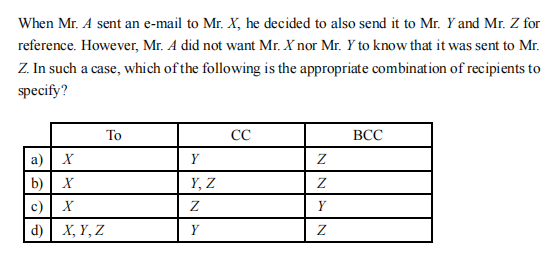 When Mr. A sent an e-mail to Mr. X, he decided to also send it to Mr. Y and Mr. Z for
reference. However, Mr. A did not want Mr. X nor Mr. Y to know that it was sent to Mr.
Z. In such a case, which of the following is the appropriate combination of recipients to
specify?
To CC BCC
a) X Y Z
b) X Y, Z Z
c) X Z Y
d) X, Y, Z Y Z